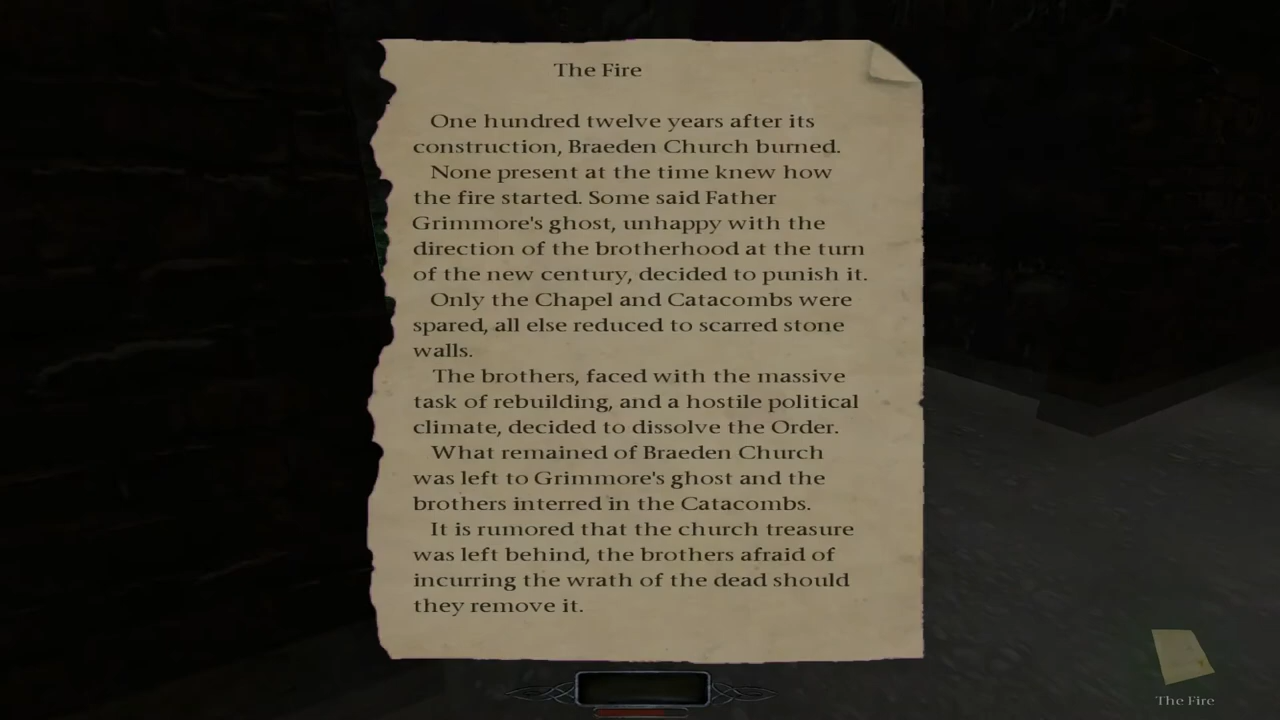 The Fire
One hundred twelve years after its
construction, Braeden Church burned.
None present at the time knew how
the fire started. Some said Father
Grimmore's ghost, unhappy with the
direction of the brotherhood at the turn
of the new century, decided to punish it.
Only the Chapel and Catacombs were
spared, all else reduced to scarred stone
walls.
The brothers, faced with the massive
task of rebuilding, and a hostile political
climate, decided to dissolve the Order.
What remained of Braeden Church
was left to Grimmore's ghost and the
brothers interred in the Catacombs.
It is rumored that the church treasure
was left behind, the brothers afraid of
incurring the wrath of the dead should
they remove it.
The Fire